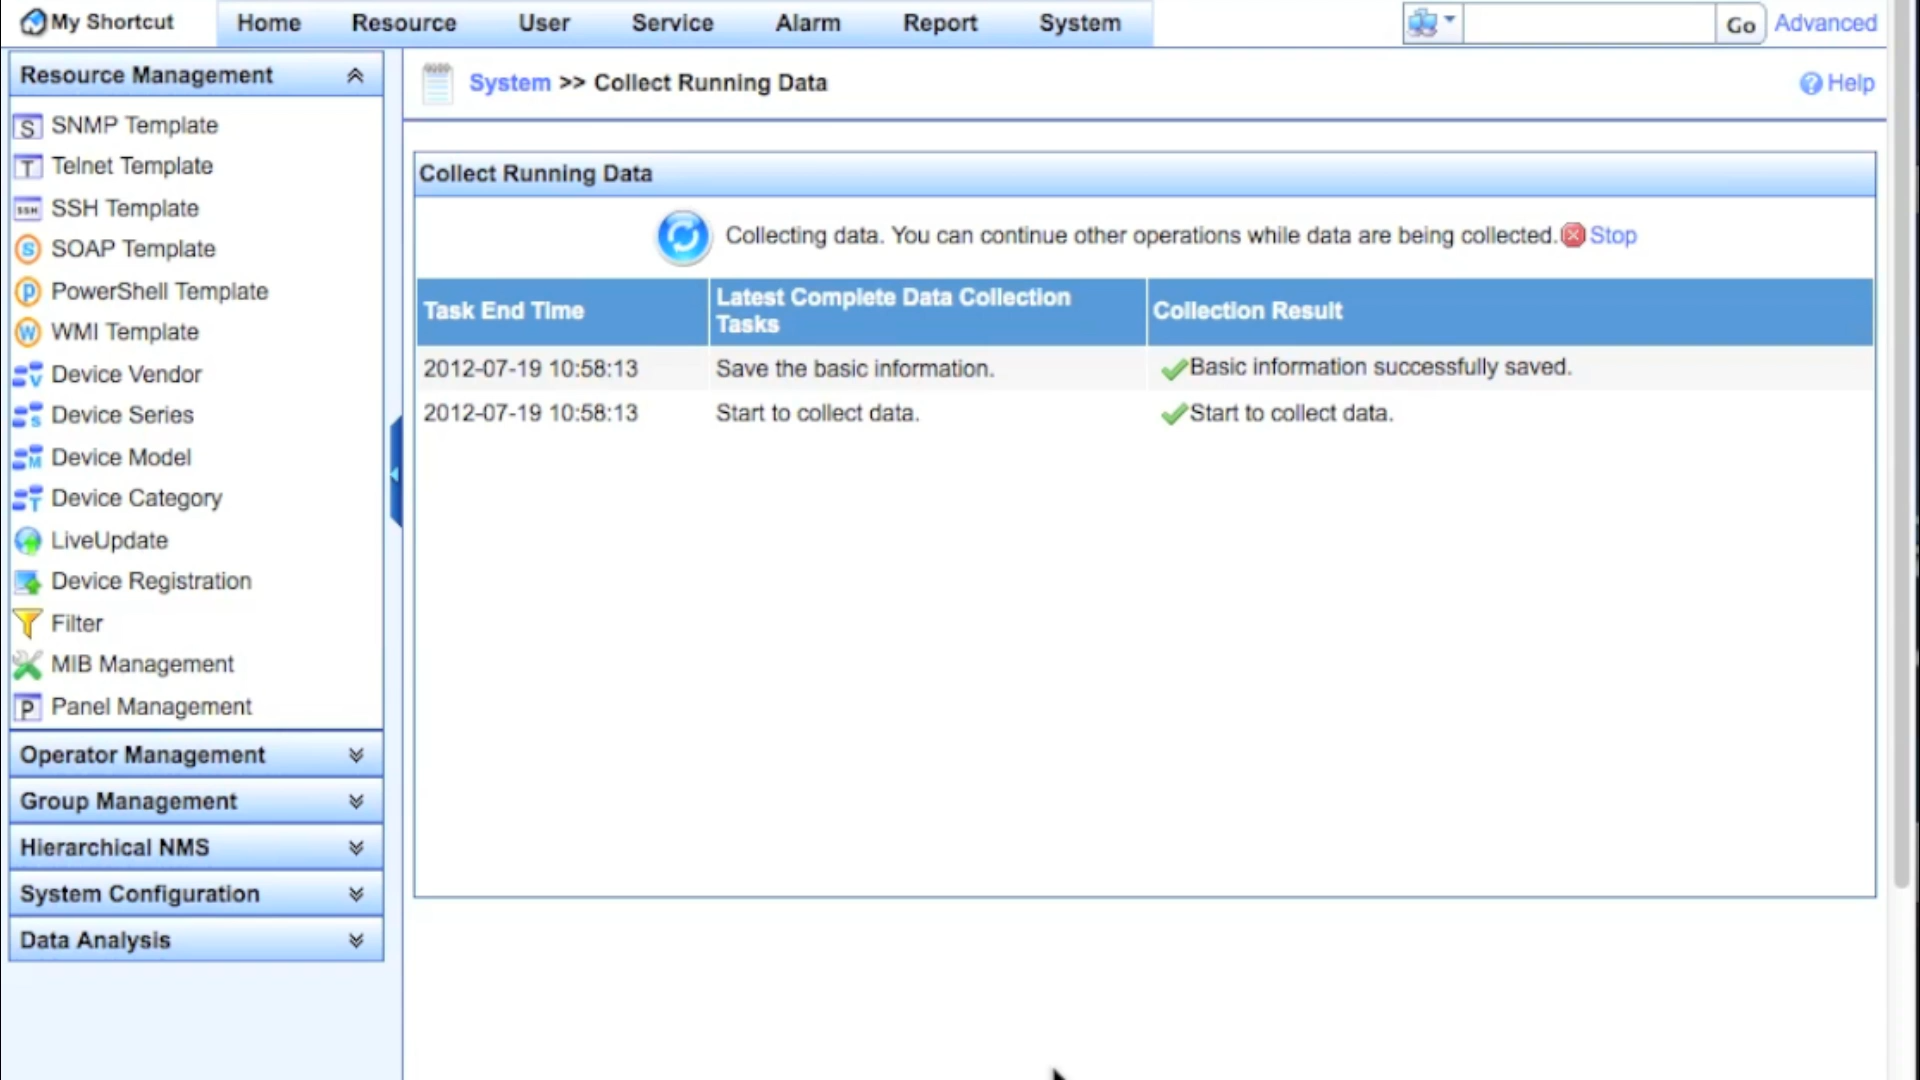 My Shortcut
Home Resource User Service Alarm Report System
Go Advanced
Resource Management
SNMP Template
Telnet Template
SSH Template
SOAP Template
PowerShell Template
WMI Template
Device Vendor
Device Series
Device Model
Device Category
LiveUpdate
Device Registration
Filter
MIB Management
Panel Management
Operator Management
Group Management
Hierarchical NMS
System Configuration
Data Analysis
System >> Collect Running Data
Help
Collect Running Data
Collecting data. You can continue other operations while data are being collected. Stop
Task End Time
Latest Complete Data Collection
Tasks
Collection Result
2012-07-19 10:58:13 Save the basic information. Basic information successfully saved.
2012-07-19 10:58:13 Start to collect data. Start to collect data.